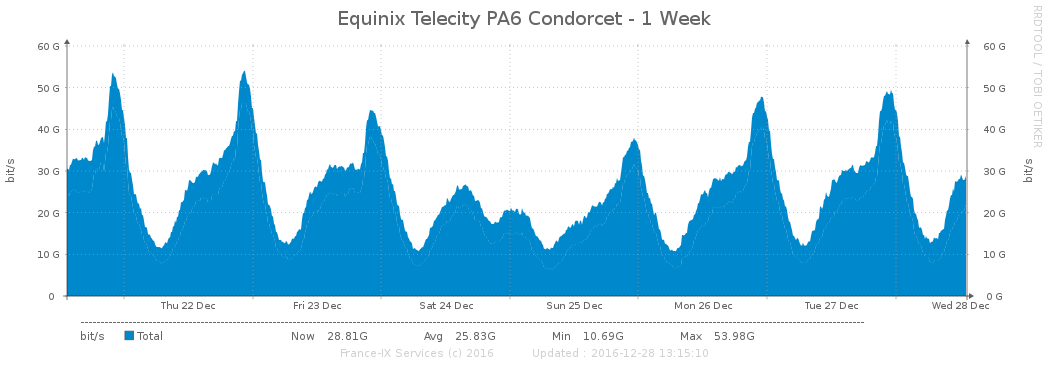 Equinix Telecity PA6 Condorcet - 1 Week
RRDTOOL / TOBI OETIKER
60 G 60 G
50 G 50 G
40 G 40 G
30 G 30 G
20 G 20 G
10 G 10 G
0 0 G
bit/s bit/s
Thu 22 Dec Fri 23 Dec Sat 24 Dec Sun 25 Dec Mon 26 Dec Tue 27 Dec Wed 28 Dec
bit/s Total Now 28.81G Avg 25.83G Min 10.69G Max 53.98G
France-IX Services (c) 2016 Updated : 2016-12-28 13:15:10